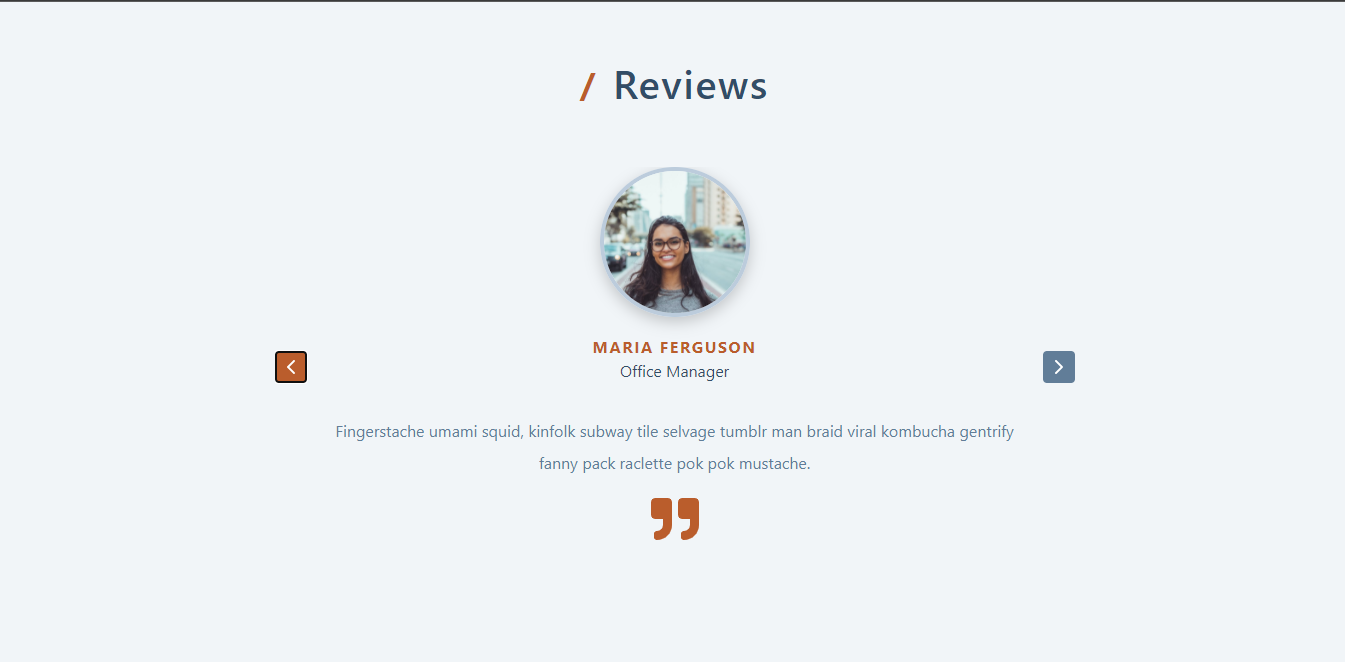 / Reviews
MARIA FERGUSON
Office Manager
Fingerstache umami squid, kinfolk subway tile selvage tumblr man braid viral kombucha gentrify
fanny pack raclette pok pok mustache.
”